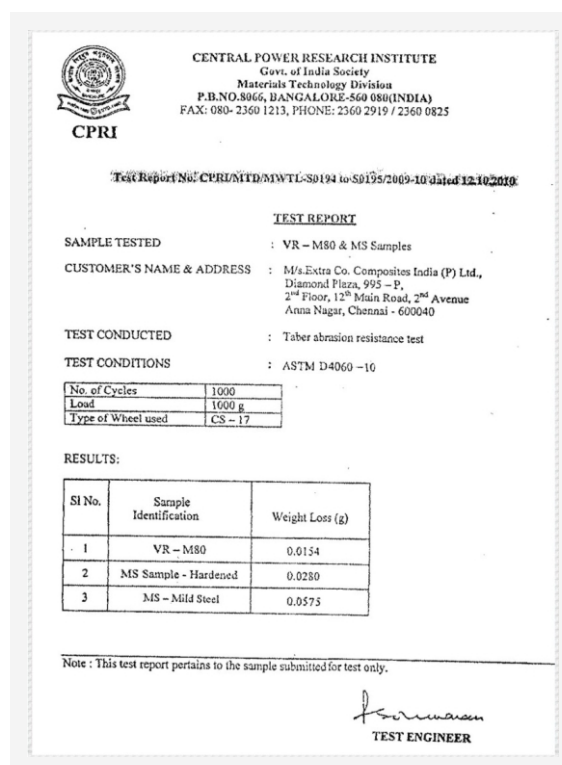 CENTRAL POWER RESEARCH INSTITUTE
Govt. of India Society
Materials Technology Division
P.B.NO.8066, BANGALORE-560 080(INDIA)
FAX: 080- 2360 1213, PHONE: 2360 2919 / 2360 0825
CPRI
Test Report No: CPRI/MTD/MWTL-S0194 to S0195/2009-10 dated 12.10.2010
TEST REPORT
SAMPLE TESTED : VR – M80 & MS Samples
CUSTOMER'S NAME & ADDRESS : M/s.Extra Co. Composites India (P) Ltd.,
Diamond Plaza, 995 – P,
2nd Floor, 12th Main Road, 2nd Avenue
Anna Nagar, Chennai - 600040
TEST CONDUCTED : Taber abrasion resistance test
TEST CONDITIONS : ASTM D4060 –10
No. of Cycles 1000
Load 1000 g
Type of Wheel used CS – 17
RESULTS:
Sl No. Sample Identification Weight Loss (g)
1 VR – M80 0.0154
2 MS Sample - Hardened 0.0280
3 MS – Mild Steel 0.0575
Note : This test report pertains to the sample submitted for test only.
TEST ENGINEER